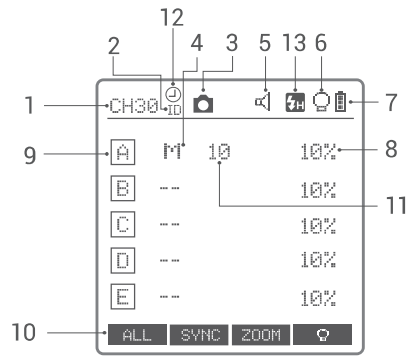 12
2 4 3 5 13 6
1 CH30 ID H 7
9 A M 10 10% 8
B -- 10% 11
C -- 10%
D -- 10%
E -- 10%
10 ALL SYNC ZOOM